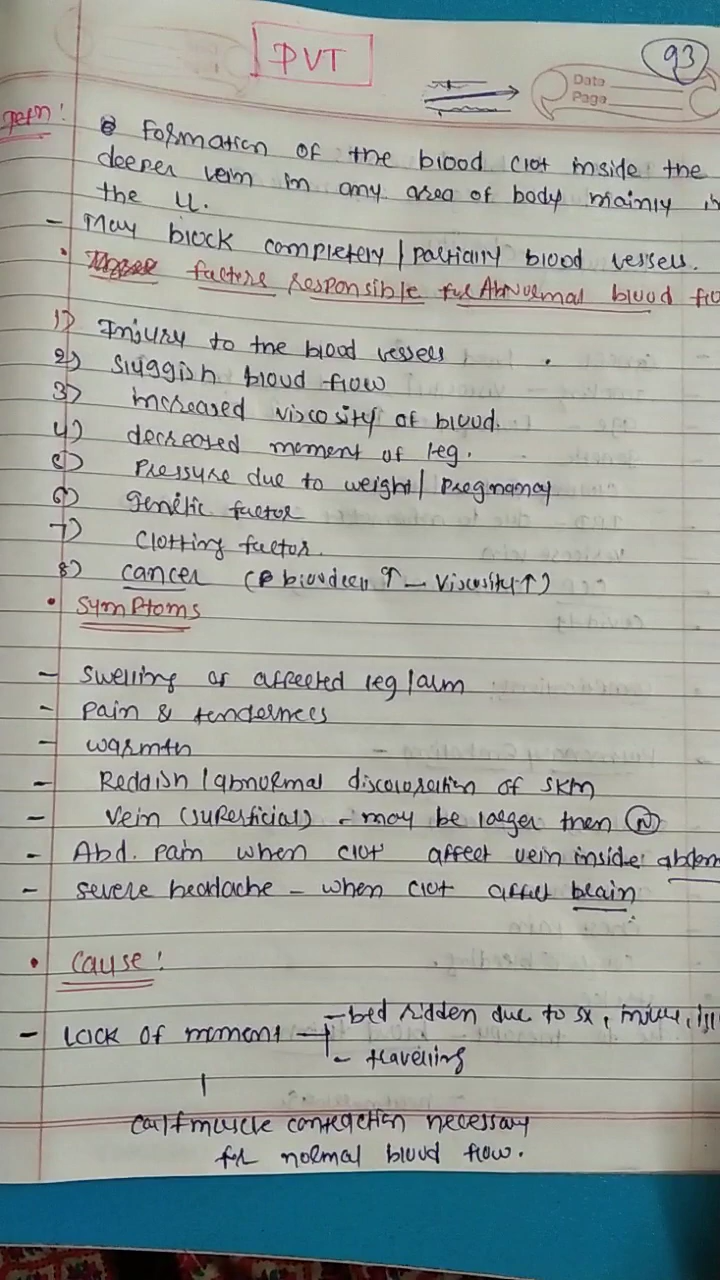 DVT
93
Date
Page
Defn:
Formation of the blood clot inside the
deeper vein in any area of body mainly in
the LL.
- May block completely / partially blood vessels.
• factors responsible for Abnormal blood flo
1) Injury to the blood vessels
2) Sluggish blood flow
3) increased viscosity of blood.
4) decreased moment of leg.
5) Pressure due to weight / Pregnancy
6) Genetic factor
7) Clotting factor.
8) cancer ( bloodcell ↑ - Viscosity ↑)
• Symptoms
- Swelling of affected leg / arm
- Pain & tenderness
- warmth
- Reddish / abnormal discoloration of skin
- Vein (superficial) - may be larger then (N)
- Abd. Pain when clot affect vein inside abdom
- severe headache - when clot affect brain
• Cause :
- Lack of moment - bed ridden due to sx,
- travelling
calf muscle contraction necessary
for normal blood flow.